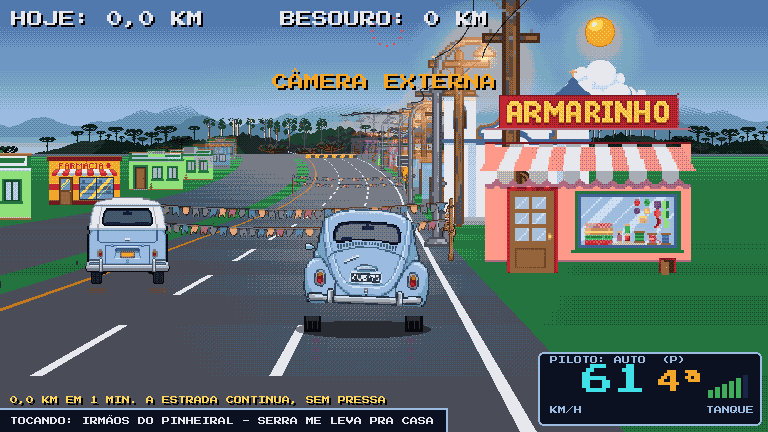 HOJE: 0,0 KM
BESOURO: 0 KM
CÂMERA EXTERNA
ARMARINHO
FARMÁCIA
PILOTO: AUTO (P)
61 4ª
KM/H TANQUE
0,0 KM EM 1 MIN. A ESTRADA CONTINUA, SEM PRESSA
TOCANDO: IRMÃOS DO PINHEIRAL - SERRA ME LEVA PRA CASA